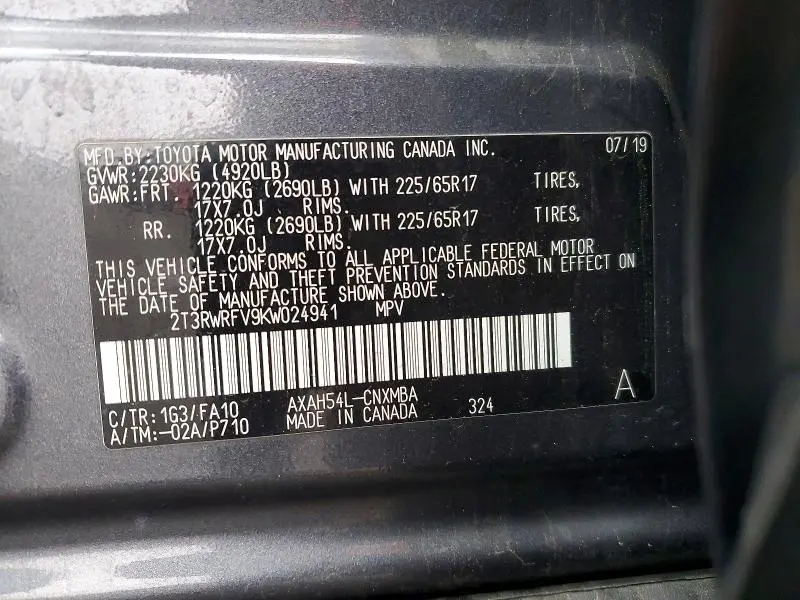 MFD.BY:TOYOTA MOTOR MANUFACTURING CANADA INC. 07/19
GVWR:2230KG (4920LB)
GAWR:FRT. 1220KG (2690LB) WITH 225/65R17 TIRES,
17X7.0J RIMS.
RR. 1220KG (2690LB) WITH 225/65R17 TIRES,
17X7.0J RIMS.
THIS VEHICLE CONFORMS TO ALL APPLICABLE FEDERAL MOTOR
VEHICLE SAFETY AND THEFT PREVENTION STANDARDS IN EFFECT ON
THE DATE OF MANUFACTURE SHOWN ABOVE.
2T3RWRFV9KW024941 MPV
C/TR:1G3/FA10 AXAH54L-CNXMBA 324 A
A/TM:-02A/P710 MADE IN CANADA